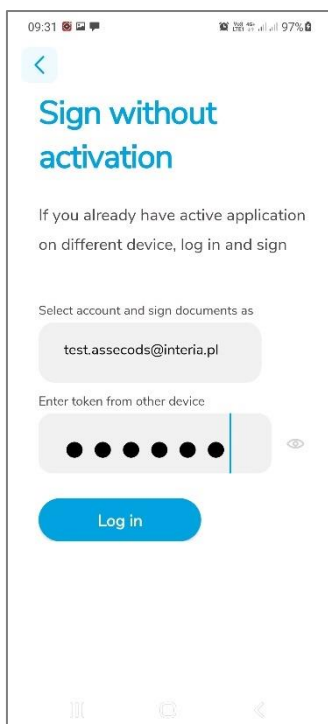 09:31 97%
Sign without
activation
If you already have active application
on different device, log in and sign
Select account and sign documents as
test.assecods@interia.pl
Enter token from other device
●●●●●●
Log in